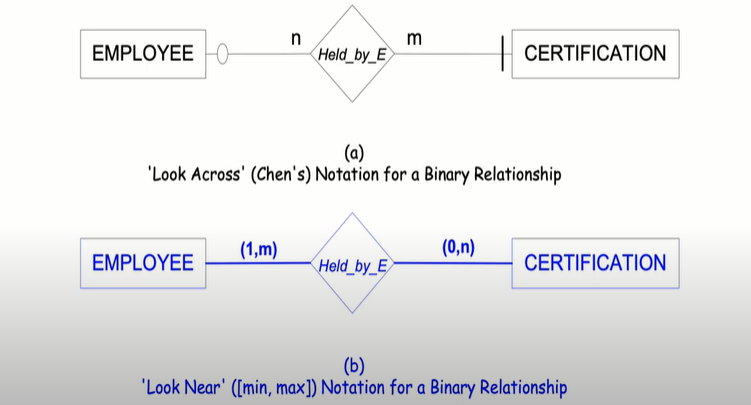 EMPLOYEE n Held_by_E m CERTIFICATION
(a)
'Look Across' (Chen's) Notation for a Binary Relationship
EMPLOYEE (1,m) Held_by_E (0,n) CERTIFICATION
(b)
'Look Near' ([min, max]) Notation for a Binary Relationship